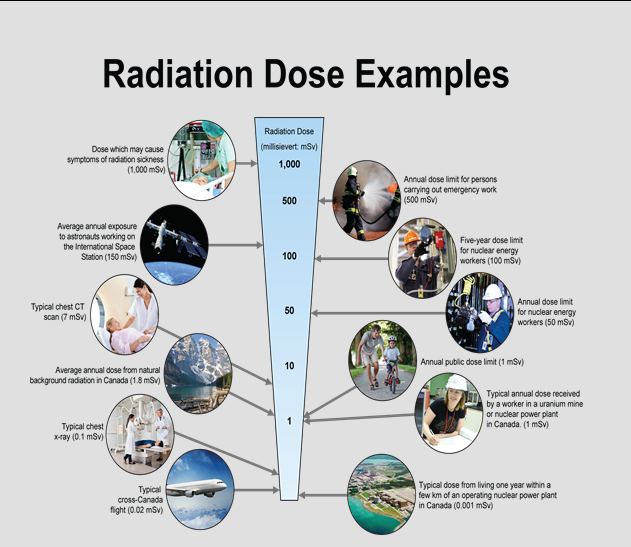 Radiation Dose Examples
Radiation Dose
(millisievert: mSv)
1,000
500
100
50
10
1
Dose which may cause
symptoms of radiation sickness
(1,000 mSv)
Annual dose limit for persons
carrying out emergency work
(500 mSv)
Average annual exposure
to astronauts working on
the International Space
Station (150 mSv)
Five-year dose limit
for nuclear energy
workers (100 mSv)
Typical chest CT
scan (7 mSv)
Annual dose limit
for nuclear energy
workers (50 mSv)
Average annual dose from natural
background radiation in Canada (1.8 mSv)
Annual public dose limit (1 mSv)
Typical chest
x-ray (0.1 mSv)
Typical annual dose received
by a worker in a uranium mine
or nuclear power plant
in Canada. (1 mSv)
Typical
cross-Canada
flight (0.02 mSv)
Typical dose from living one year within a
few km of an operating nuclear power plant
in Canada (0.001 mSv)